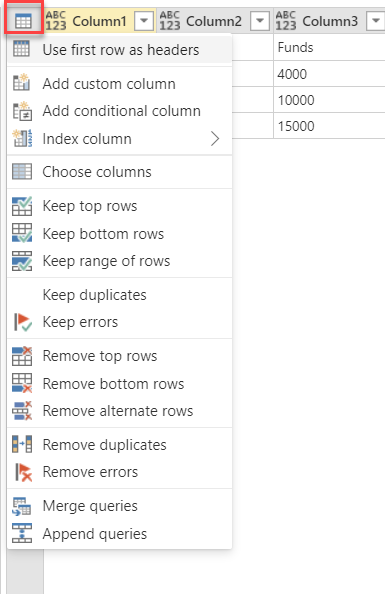 ABC 123 Column1 ABC 123 Column2 ABC 123 Column3
Use first row as headers
Funds
Add custom column
4000
Add conditional column
10000
Index column
15000
Choose columns
Keep top rows
Keep bottom rows
Keep range of rows
Keep duplicates
Keep errors
Remove top rows
Remove bottom rows
Remove alternate rows
Remove duplicates
Remove errors
Merge queries
Append queries